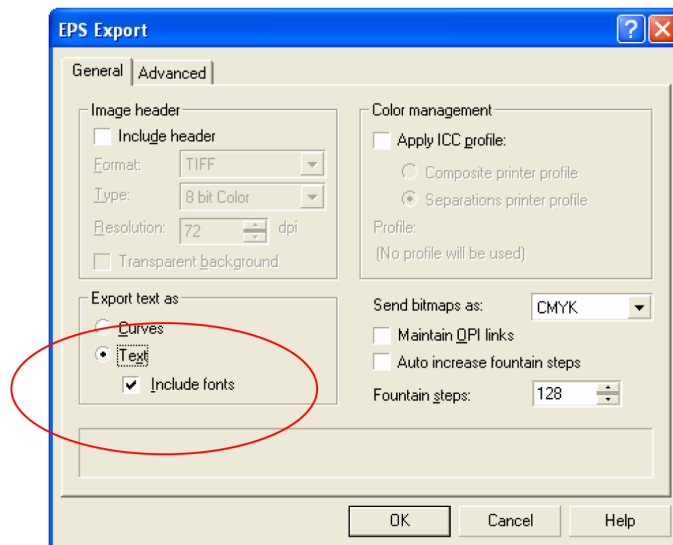 EPS Export
General Advanced
Image header
Include header
Format: TIFF
Type: 8 bit Color
Resolution: 72 dpi
Transparent background
Export text as
Curves
Text
Include fonts
Color management
Apply ICC profile:
Composite printer profile
Separations printer profile
Profile:
(No profile will be used)
Send bitmaps as: CMYK
Maintain OPI links
Auto increase fountain steps
Fountain steps: 128
OK Cancel Help